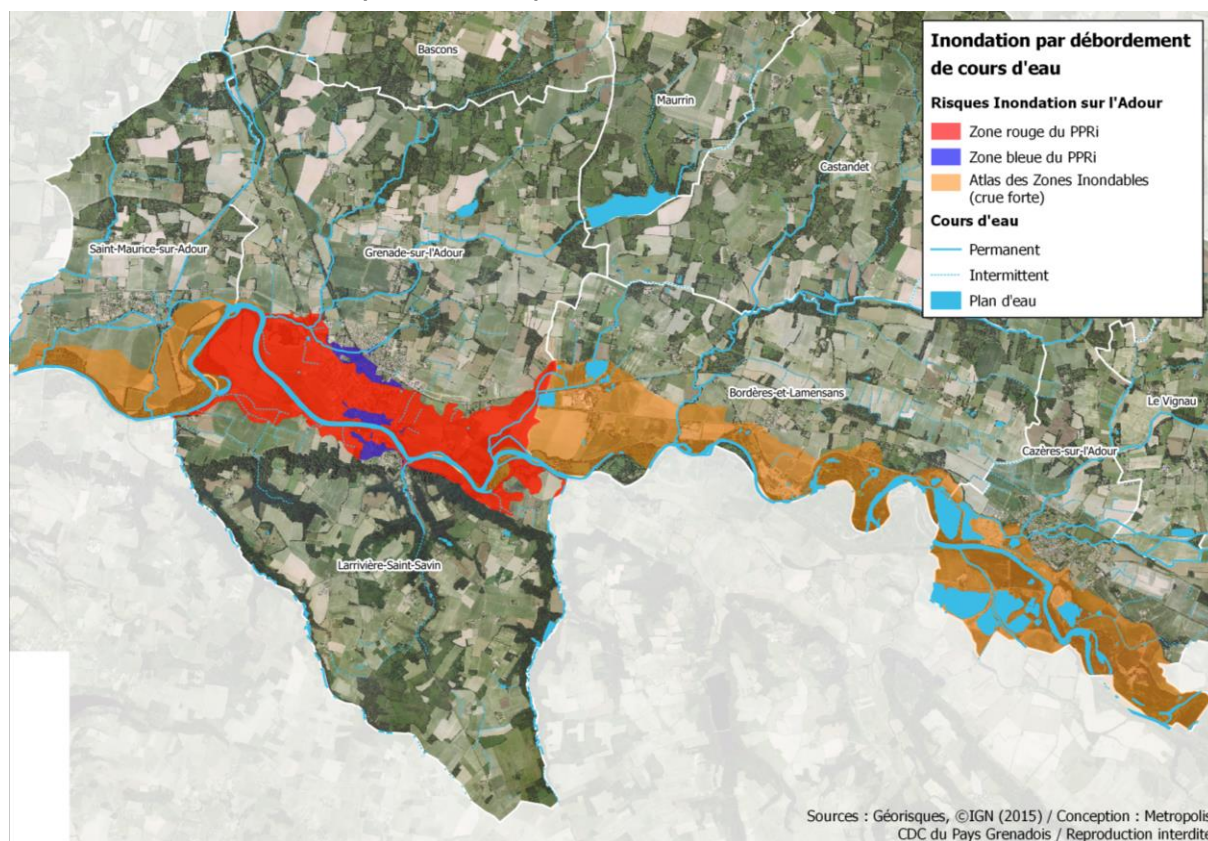 Inondation par débordement
de cours d'eau
Risques Inondation sur l'Adour
Zone rouge du PPRi
Zone bleue du PPRi
Atlas des Zones Inondables
(crue forte)
Cours d'eau
Permanent
Intermittent
Plan d'eau
Bascons
Maurrin
Castandet
Saint-Maurice-sur-Adour
Grenade-sur-l'Adour
Bordères-et-Lamensans
Le Vignau
Cazères-sur-l'Adour
Larrivière-Saint-Savin
Sources : Géorisques, ©IGN (2015) / Conception : Metropolis
CDC du Pays Grenadois / Reproduction interdite